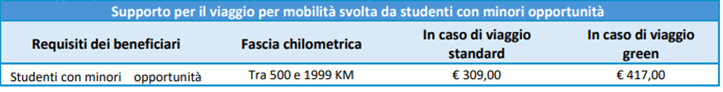 Supporto per il viaggio per mobilità svolta da studenti con minori opportunità
Requisiti dei beneficiari Fascia chilometrica In caso di viaggio standard In caso di viaggio green
Studenti con minori opportunità Tra 500 e 1999 KM € 309,00 € 417,00